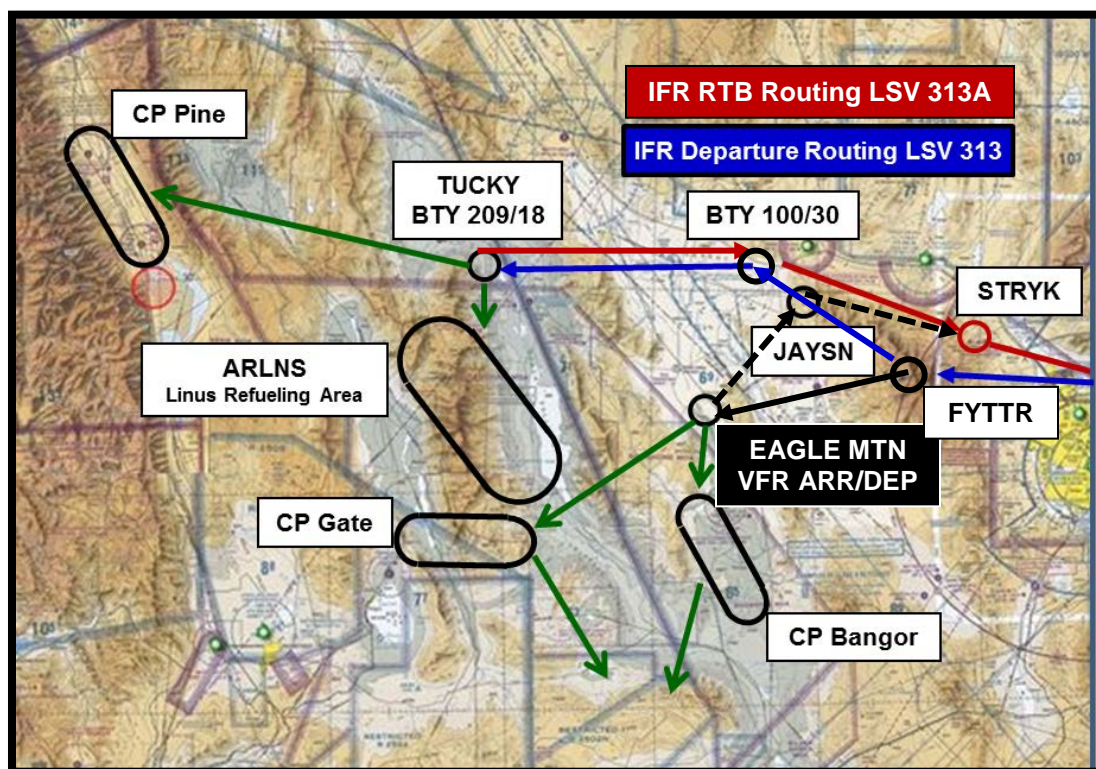 IFR RTB Routing LSV 313A
IFR Departure Routing LSV 313
CP Pine
TUCKY
BTY 209/18
BTY 100/30
STRYK
JAYSN
FYTTR
ARLNS
Linus Refueling Area
EAGLE MTN
VFR ARR/DEP
CP Gate
CP Bangor